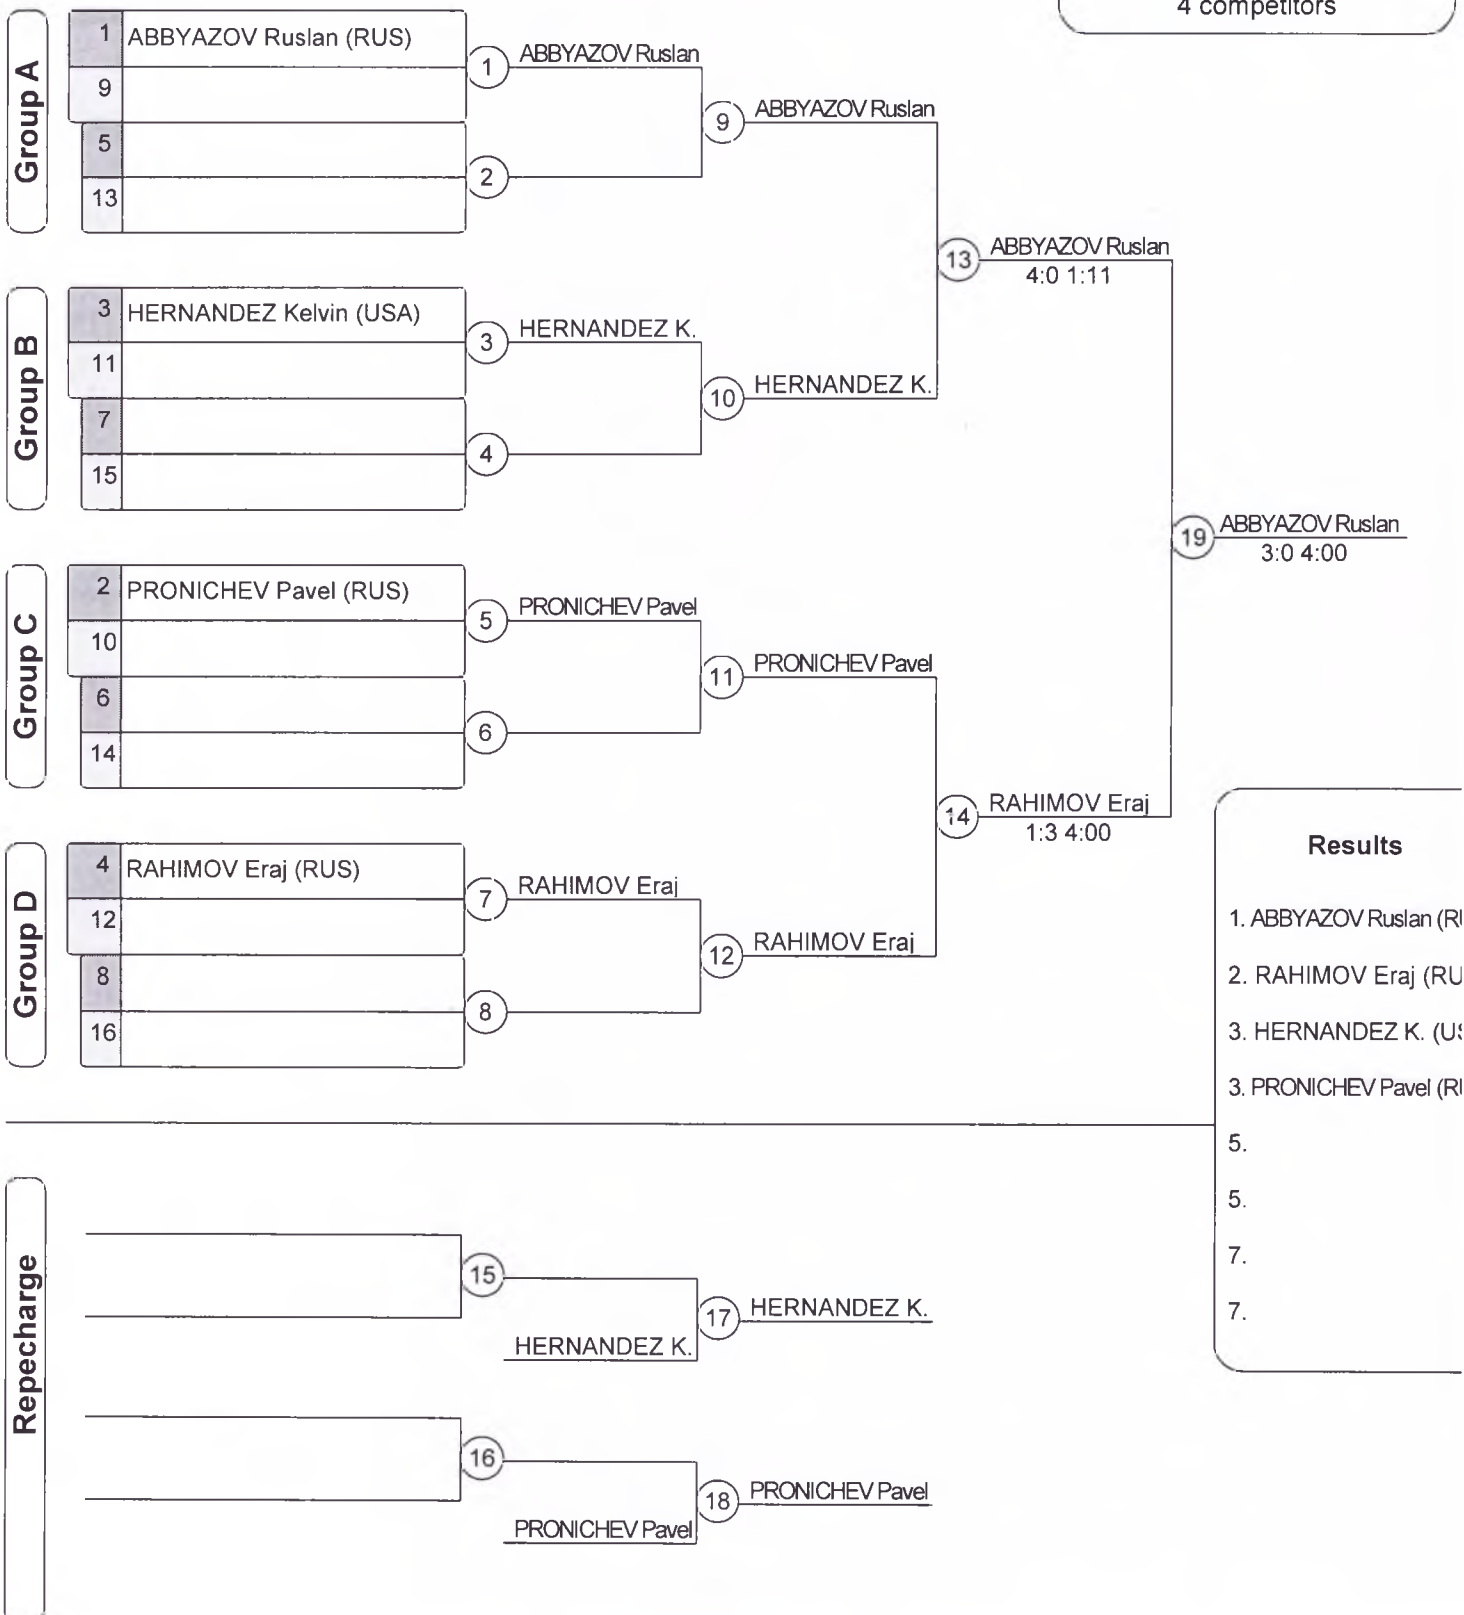 4 competitors
Group A
1 ABBYAZOV Ruslan (RUS)
9
5
13
1 ABBYAZOV Ruslan
2
9 ABBYAZOV Ruslan
13 ABBYAZOV Ruslan
4:0 1:11
Group B
3 HERNANDEZ Kelvin (USA)
11
7
15
3 HERNANDEZ K.
4
10 HERNANDEZ K.
19 ABBYAZOV Ruslan
3:0 4:00
Group C
2 PRONICHEV Pavel (RUS)
10
6
14
5 PRONICHEV Pavel
6
11 PRONICHEV Pavel
14 RAHIMOV Eraj
1:3 4:00
Group D
4 RAHIMOV Eraj (RUS)
12
8
16
7 RAHIMOV Eraj
8
12 RAHIMOV Eraj
Results
1. ABBYAZOV Ruslan (RU
2. RAHIMOV Eraj (RU
3. HERNANDEZ K. (US
3. PRONICHEV Pavel (RU
5.
5.
7.
7.
Repecharge
15
HERNANDEZ K.
17 HERNANDEZ K.
16
PRONICHEV Pavel
18 PRONICHEV Pavel